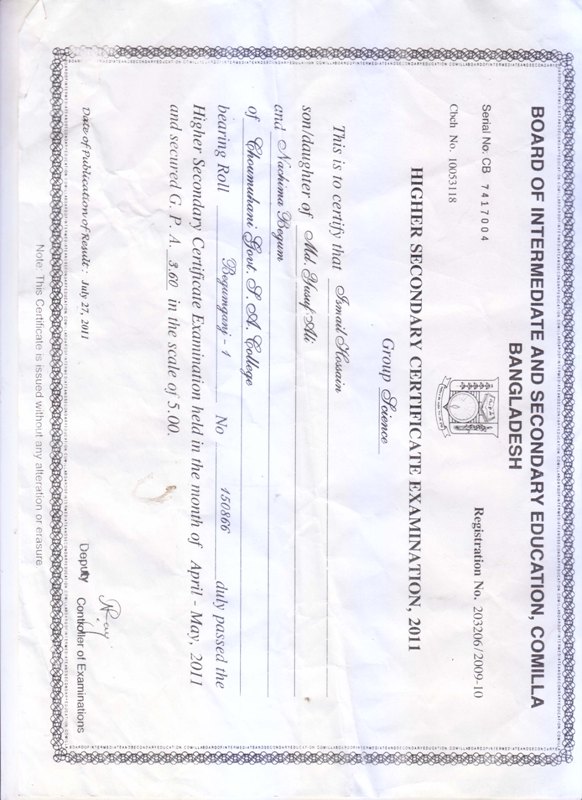 BOARD OF INTERMEDIATE AND SECONDARY EDUCATION, COMILLA
BANGLADESH
Serial No. CB 7417004
Registration No. 203206/2009-10
Cbch No. 10053118
HIGHER SECONDARY CERTIFICATE EXAMINATION, 2011
Group Science
This is to certify that Ismail Hossain
son/daughter of Md. Yusuf Ali
and Nachima Begum
of Choumuhani Govt. S. A. College
bearing Roll Begumganj - 1 No 150866 duly passed the
Higher Secondary Certificate Examination held in the month of April - May, 2011
and secured G. P. A. 3.60 in the scale of 5.00.
Date of Publication of Result : July 27, 2011
Deputy Controller of Examinations
Note: This Certificate is issued without any alteration or erasure